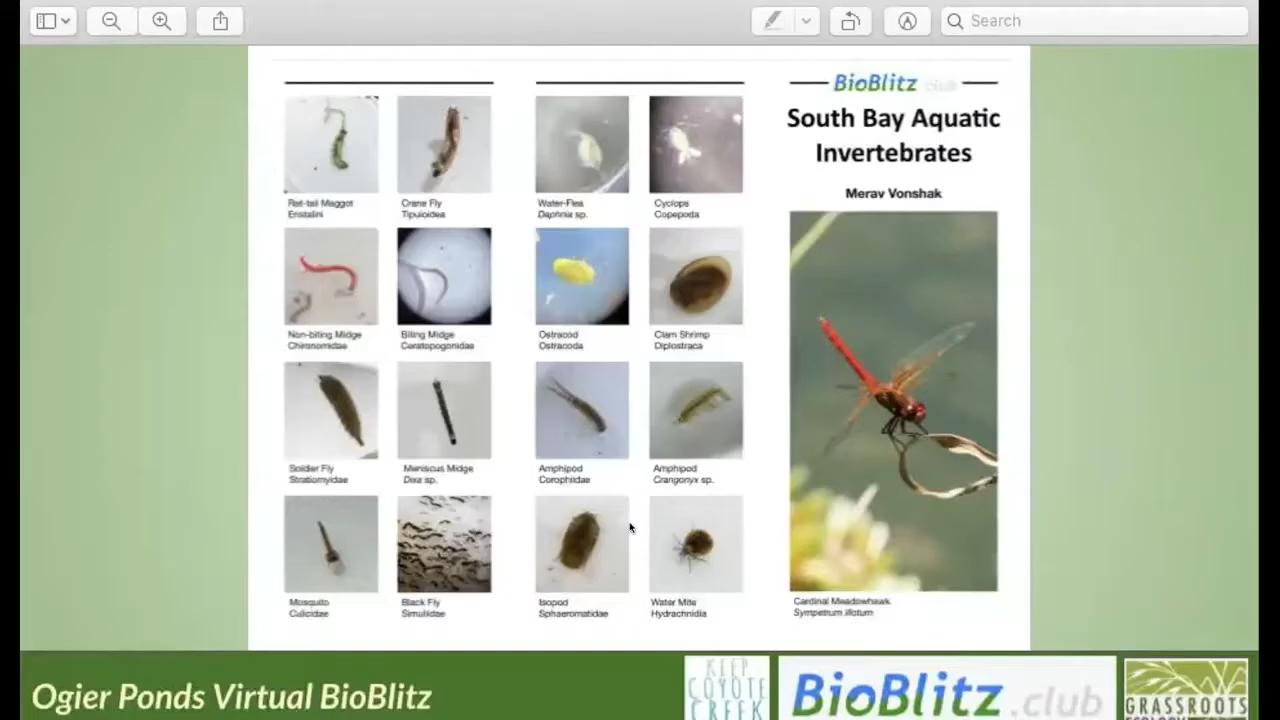 Search
Rat-tail Maggot
Eristalini
Crane Fly
Tipuloidea
Non-biting Midge
Chironomidae
Biting Midge
Ceratopogonidae
Soldier Fly
Stratiomyidae
Meniscus Midge
Dixa sp.
Mosquito
Culicidae
Black Fly
Simuliidae
Water-Flea
Daphnia sp.
Cyclops
Copepoda
Ostracod
Ostracoda
Clam Shrimp
Diplostraca
Amphipod
Corophiidae
Amphipod
Crangonyx sp.
Isopod
Sphaeromatidae
Water Mite
Hydrachnidia
BioBlitz.club
South Bay Aquatic
Invertebrates
Merav Vonshak
Cardinal Meadowhawk
Sympetrum illotum
Ogier Ponds Virtual BioBlitz
KEEP
COYOTE
CREEK
BioBlitz.club
GRASSROOTS